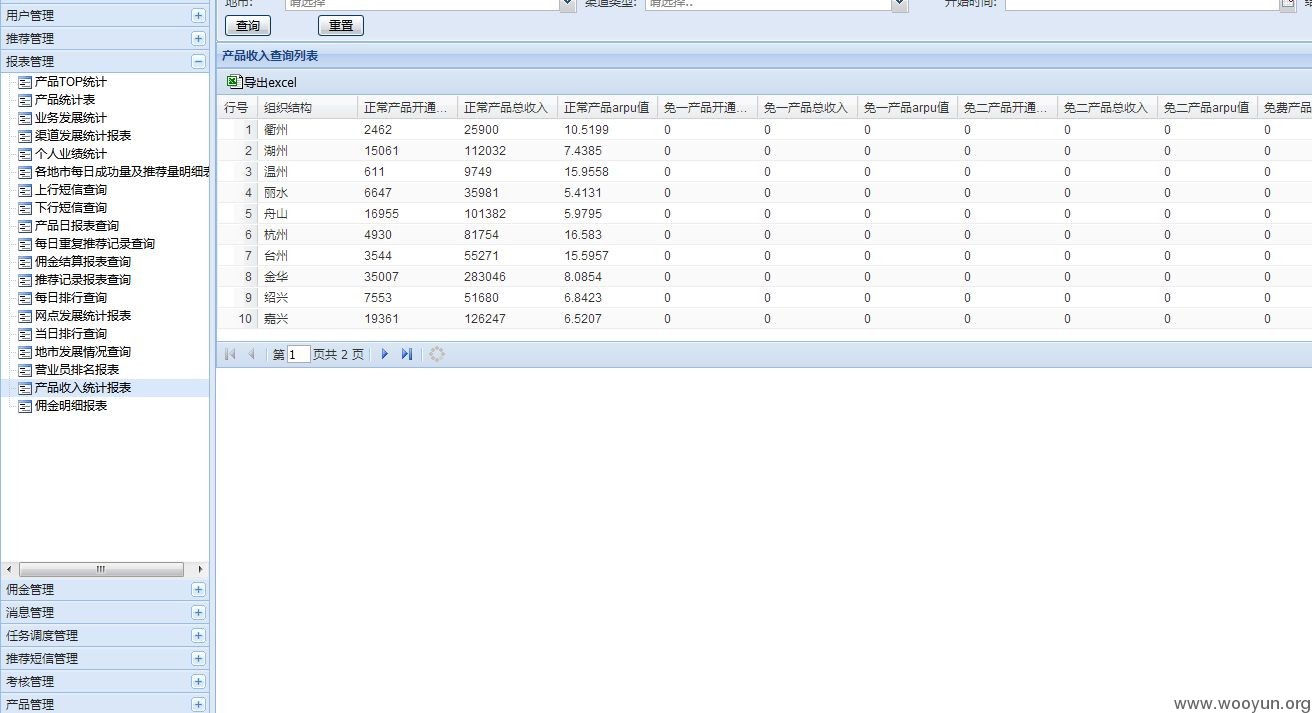 地市: 请选择 渠道类型: 请选择.. 开始时间:
查询 重置
用户管理
推荐管理
报表管理
产品TOP统计
产品统计表
业务发展统计
渠道发展统计报表
个人业绩统计
各地市每日成功量及推荐量明细表
上行短信查询
下行短信查询
产品日报表查询
每日重复推荐记录查询
佣金结算报表查询
推荐记录报表查询
每日排行查询
网点发展统计报表
当日排行查询
地市发展情况查询
营业员排名报表
产品收入统计报表
佣金明细报表
佣金管理
消息管理
任务调度管理
推荐短信管理
考核管理
产品管理
产品收入查询列表
导出excel
行号 组织结构 正常产品开通... 正常产品总收入 正常产品arpu值 免一产品开通... 免一产品总收入 免一产品arpu值 免二产品开通... 免二产品总收入 免二产品arpu值 免费产品
1 衢州 2462 25900 10.5199 0 0 0 0 0 0 0
2 湖州 15061 112032 7.4385 0 0 0 0 0 0 0
3 温州 611 9749 15.9558 0 0 0 0 0 0 0
4 丽水 6647 35981 5.4131 0 0 0 0 0 0 0
5 舟山 16955 101382 5.9795 0 0 0 0 0 0 0
6 杭州 4930 81754 16.583 0 0 0 0 0 0 0
7 台州 3544 55271 15.5957 0 0 0 0 0 0 0
8 金华 35007 283046 8.0854 0 0 0 0 0 0 0
9 绍兴 7553 51680 6.8423 0 0 0 0 0 0 0
10 嘉兴 19361 126247 6.5207 0 0 0 0 0 0 0
第 1 页共 2 页
www.wooyun.org